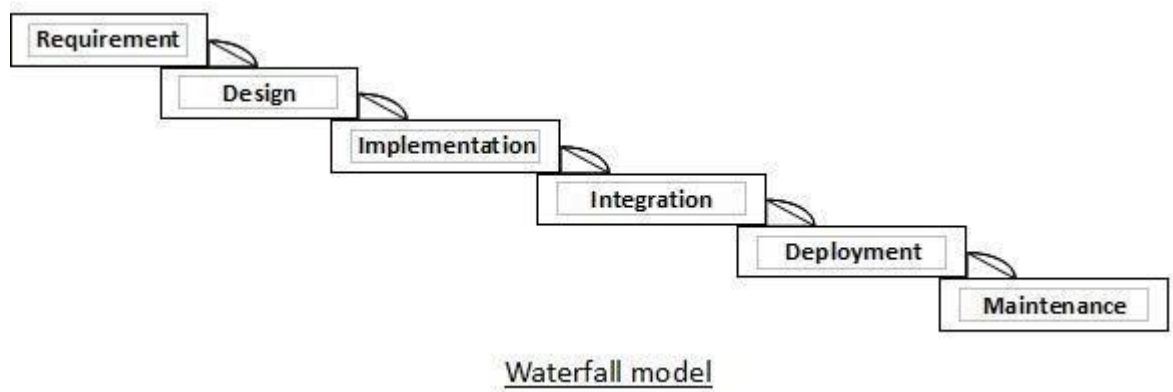 Requirement
Design
Implementation
Integration
Deployment
Maintenance
Waterfall model